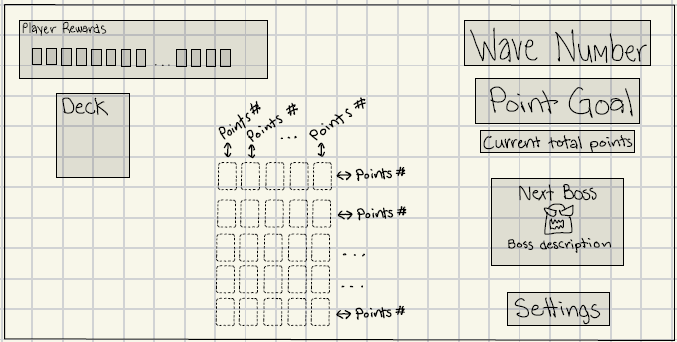 Player Rewards
...
Wave Number
Deck
Point Goal
Points # Points # ... Points #
Current total points
Points #
Next Boss
Points #
Boss description
...
...
Settings
Points #